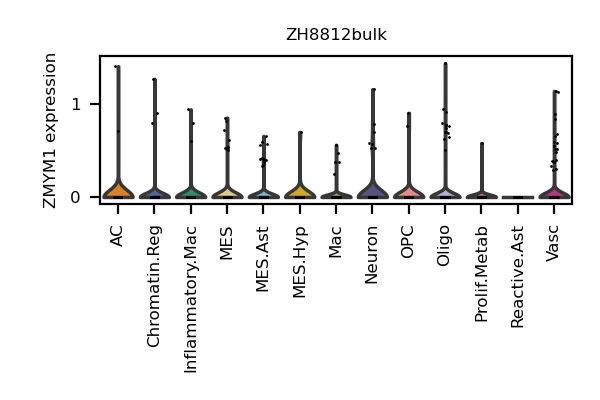 ZH8812bulk
ZMYM1 expression
1
0
AC
Chromatin.Reg
Inflammatory.Mac
MES
MES.Ast
MES.Hyp
Mac
Neuron
OPC
Oligo
Prolif.Metab
Reactive.Ast
Vasc